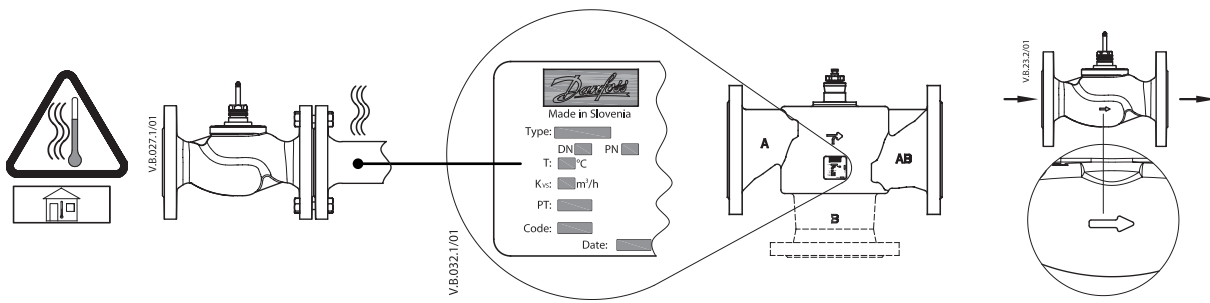 V.B.027.1/01
Danfoss
Made in Slovenia
Type:
DN PN
T: °C
Kvs: m³/h
PT:
Code:
Date:
V.B.032.1/01
A
AB
B
V.B.23.2/01